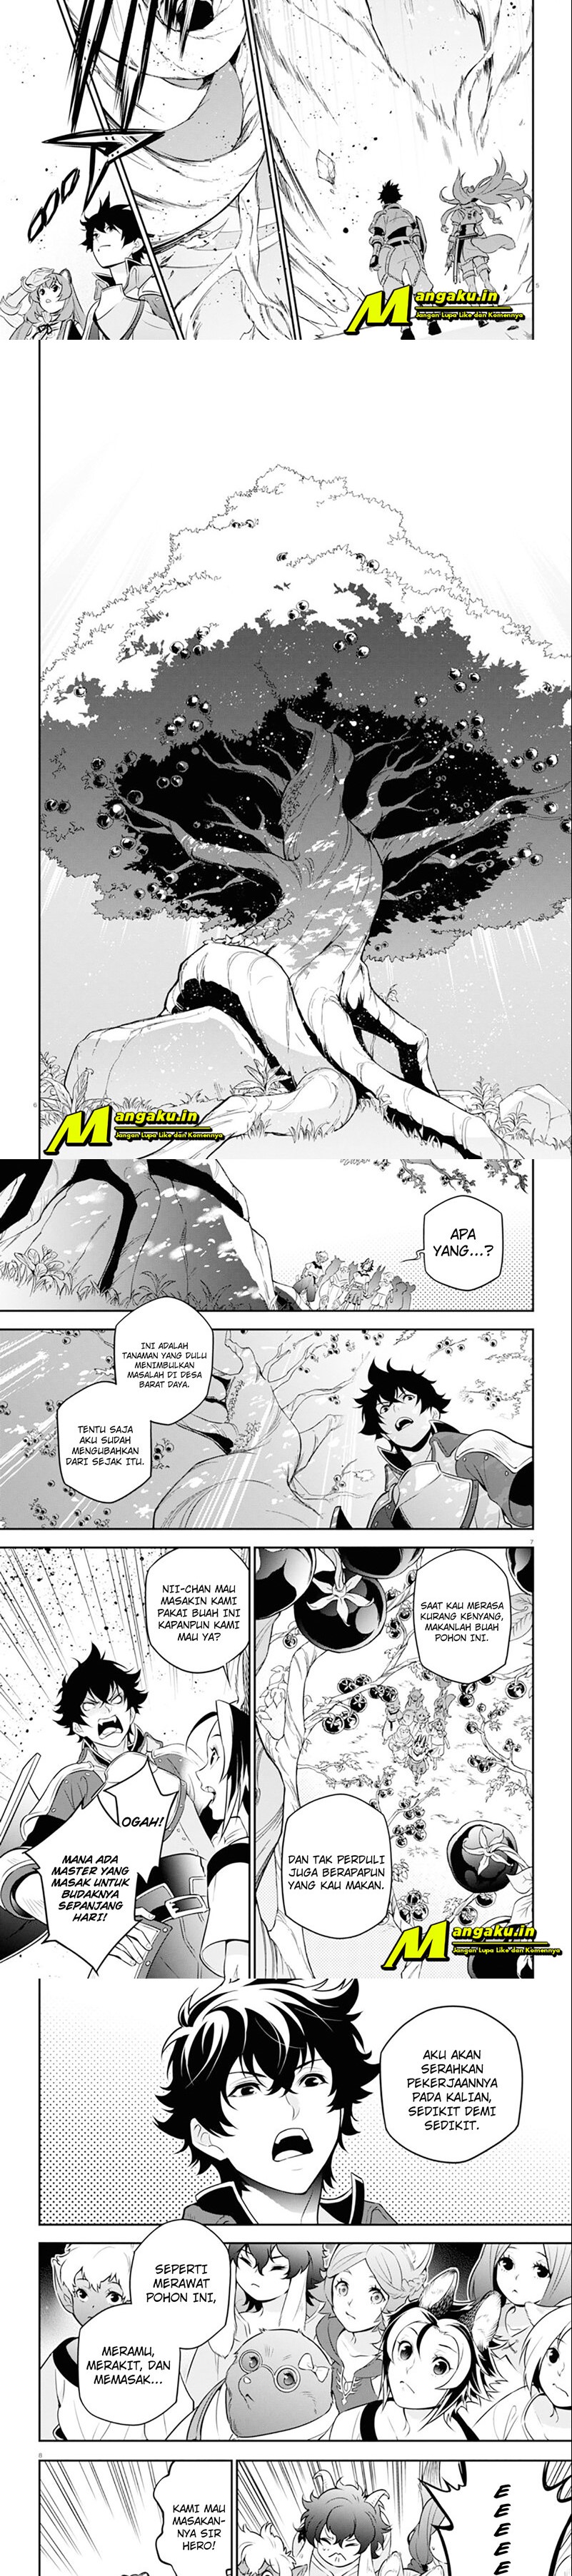 5
Mangaku.in
Jangan Lupa Like dan Komennya
6
Mangaku.in
Jangan Lupa Like dan Komennya
APA
YANG...?
INI ADALAH
TANAMAN YANG DULU
MENIMBULKAN
MASALAH DI DESA
BARAT DAYA.
TENTU SAJA
AKU SUDAH
MENGUBAHKAN
DARI SEJAK ITU.
7
SAAT KAU MERASA
KURANG KENYANG,
MAKANLAH BUAH
POHON INI.
DAN TAK PERDULI
JUGA BERAPAPUN
YANG KAU MAKAN.
NII-CHAN MAU
MASAKIN KAMI
PAKAI BUAH INI
KAPANPUN KAMI
MAU YA?
OGAH!
MANA ADA
MASTER YANG
MASAK UNTUK
BUDAKNYA
SEPANJANG
HARI!
Mangaku.in
Jangan Lupa Like dan Komennya
AKU AKAN
SERAHKAN
PEKERJAANNYA
PADA KALIAN,
SEDIKIT DEMI
SEDIKIT.
SEPERTI
MERAWAT
POHON INI,
MERAMU,
MERAKIT, DAN
MEMASAK...
8
E
E
E
E
E
E
KAMI MAU
MASAKAN-
NYA SIR
HERO!